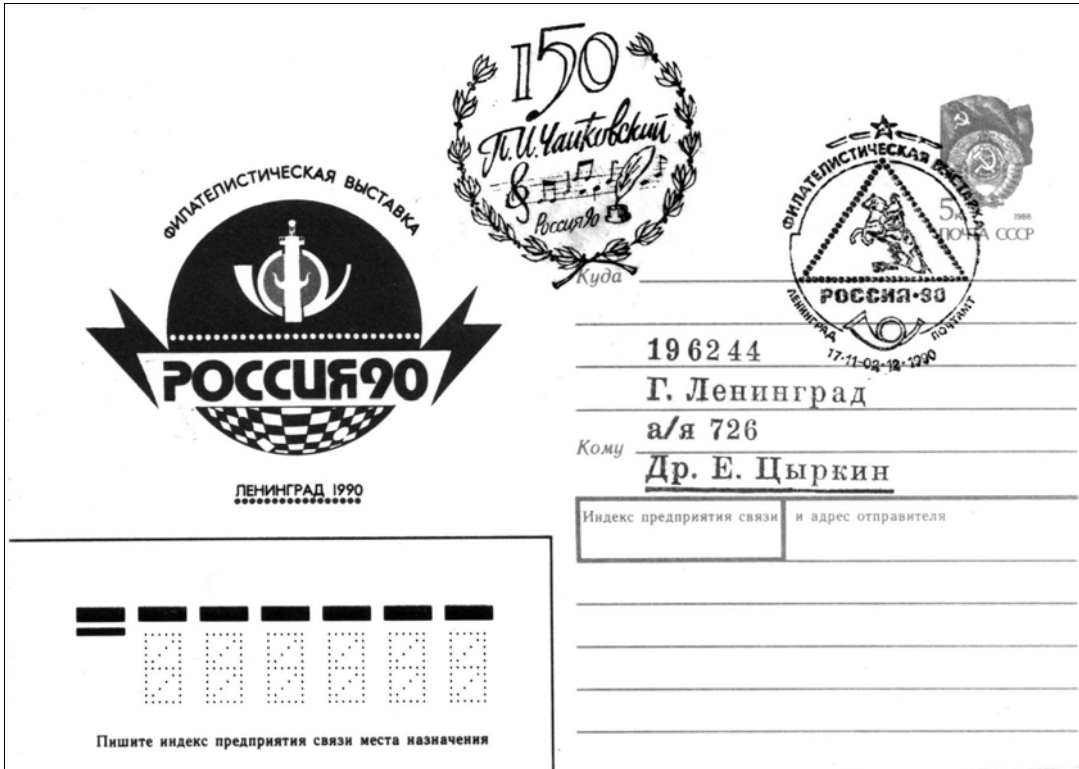 150
П.И.Чайковский
Россия90
ФИЛАТЕЛИСТИЧЕСКАЯ ВЫСТАВКА
РОССИЯ90
ЛЕНИНГРАД 1990
ФИЛАТЕЛИСТИЧЕСКАЯ ВЫСТАВКА
РОССИЯ•90
ЛЕНИНГРАД ПОЧТАМТ
17-11-02-12-1990
5к 1988
ПОЧТА СССР
Куда
196244
Г. Ленинград
а/я 726
Кому
Др. Е. Цыркин
Индекс предприятия связи и адрес отправителя
Пишите индекс предприятия связи места назначения